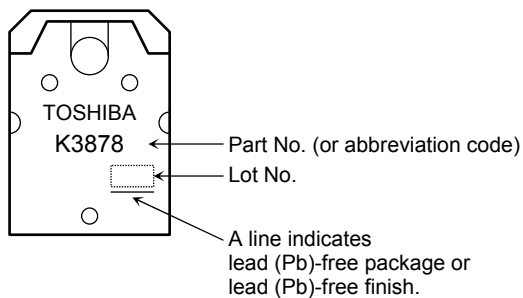 TOSHIBA
K3878
Part No. (or abbreviation code)
Lot No.
A line indicates
lead (Pb)-free package or
lead (Pb)-free finish.